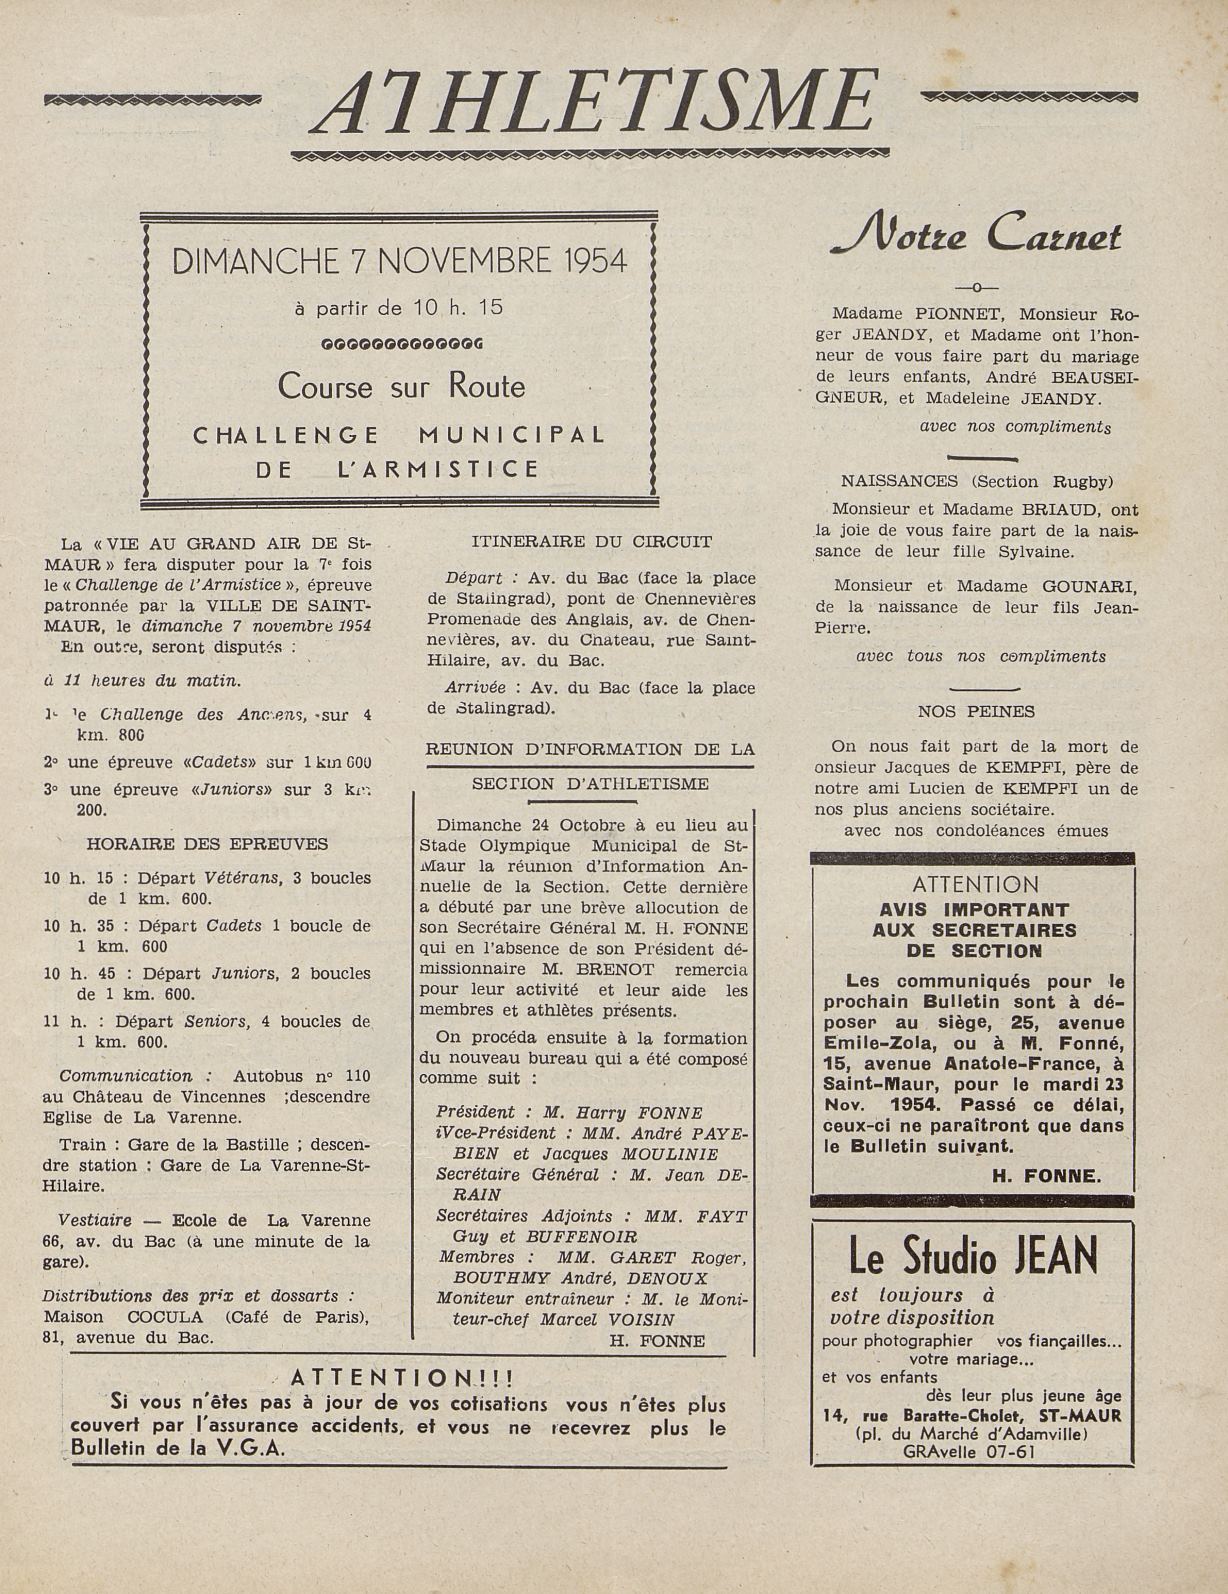 ATHLETISME
DIMANCHE 7 NOVEMBRE 1954
à partir de 10 h. 15
Course sur Route
CHALLENGE MUNICIPAL
DE L'ARMISTICE
La « VIE AU GRAND AIR DE St-
MAUR » fera disputer pour la 7e fois
le « Challenge de l'Armistice », épreuve
patronnée par la VILLE DE SAINT-
MAUR, le dimanche 7 novembre 1954
En outre, seront disputés :
à 11 heures du matin.
1° le Challenge des Anciens, sur 4
km. 800
2° une épreuve «Cadets» sur 1 km 600
3° une épreuve «Juniors» sur 3 km.
200.
HORAIRE DES EPREUVES
10 h. 15 : Départ Vétérans, 3 boucles
de 1 km. 600.
10 h. 35 : Départ Cadets 1 boucle de
1 km. 600
10 h. 45 : Départ Juniors, 2 boucles
de 1 km. 600.
11 h. : Départ Seniors, 4 boucles de
1 km. 600.
Communication : Autobus n° 110
au Château de Vincennes ;descendre
Eglise de La Varenne.
Train : Gare de la Bastille ; descen-
dre station : Gare de La Varenne-St-
Hilaire.
Vestiaire — Ecole de La Varenne
66, av. du Bac (à une minute de la
gare).
Distributions des prix et dossarts :
Maison COCULA (Café de Paris),
81, avenue du Bac.
ITINERAIRE DU CIRCUIT
Départ : Av. du Bac (face la place
de Stalingrad), pont de Chennevières
Promenade des Anglais, av. de Chen-
nevières, av. du Chateau, rue Saint-
Hilaire, av. du Bac.
Arrivée : Av. du Bac (face la place
de Stalingrad).
REUNION D'INFORMATION DE LA
SECTION D'ATHLETISME
Dimanche 24 Octobre à eu lieu au
Stade Olympique Municipal de St-
Maur la réunion d'Information An-
nuelle de la Section. Cette dernière
a débuté par une brève allocution de
son Secrétaire Général M. H. FONNE
qui en l'absence de son Président dé-
missionnaire M. BRENOT remercia
pour leur activité et leur aide les
membres et athlètes présents.
On procéda ensuite à la formation
du nouveau bureau qui a été composé
comme suit :
Président : M. Harry FONNE
iVce-Président : MM. André PAYE-
BIEN et Jacques MOULINIE
Secrétaire Général : M. Jean DE-
RAIN
Secrétaires Adjoints : MM. FAYT
Guy et BUFFENOIR
Membres : MM. GARET Roger,
BOUTHMY André, DENOUX
Moniteur entraîneur : M. le Moni-
teur-chef Marcel VOISIN
H. FONNE
ATTENTION!!!
Si vous n'êtes pas à jour de vos cotisations vous n'êtes plus
couvert par l'assurance accidents, et vous ne recevrez plus le
Bulletin de la V.G.A.
Notre Carnet
—o—
Madame PIONNET, Monsieur Ro-
ger JEANDY, et Madame ont l'hon-
neur de vous faire part du mariage
de leurs enfants, André BEAUSEI-
GNEUR, et Madeleine JEANDY.
avec nos compliments
NAISSANCES (Section Rugby)
Monsieur et Madame BRIAUD, ont
la joie de vous faire part de la nais-
sance de leur fille Sylvaine.
Monsieur et Madame GOUNARI,
de la naissance de leur fils Jean-
Pierre.
avec tous nos compliments
NOS PEINES
On nous fait part de la mort de
onsieur Jacques de KEMPFI, père de
notre ami Lucien de KEMPFI un de
nos plus anciens sociétaire.
avec nos condoléances émues
ATTENTION
AVIS IMPORTANT
AUX SECRETAIRES
DE SECTION
Les communiqués pour le
prochain Bulletin sont à dé-
poser au siège, 25, avenue
Emile-Zola, ou à M. Fonné,
15, avenue Anatole-France, à
Saint-Maur, pour le mardi 23
Nov. 1954. Passé ce délai,
ceux-ci ne paraîtront que dans
le Bulletin suivant.
H. FONNE.
Le Studio JEAN
est toujours à
votre disposition
pour photographier vos fiançailles...
votre mariage...
et vos enfants
dès leur plus jeune âge
14, rue Baratte-Cholet, ST-MAUR
(pl. du Marché d'Adamville)
GRAvelle 07-61